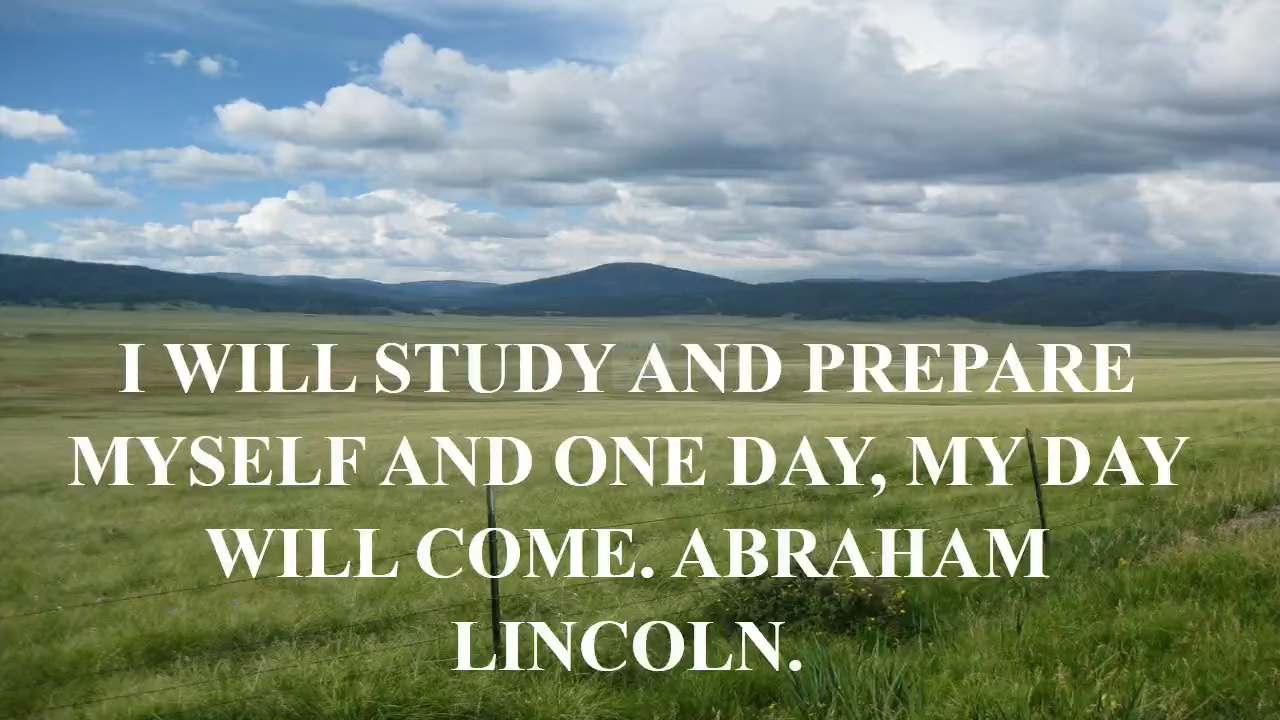 I WILL STUDY AND PREPARE
MYSELF AND ONE DAY, MY DAY
WILL COME. ABRAHAM
LINCOLN.